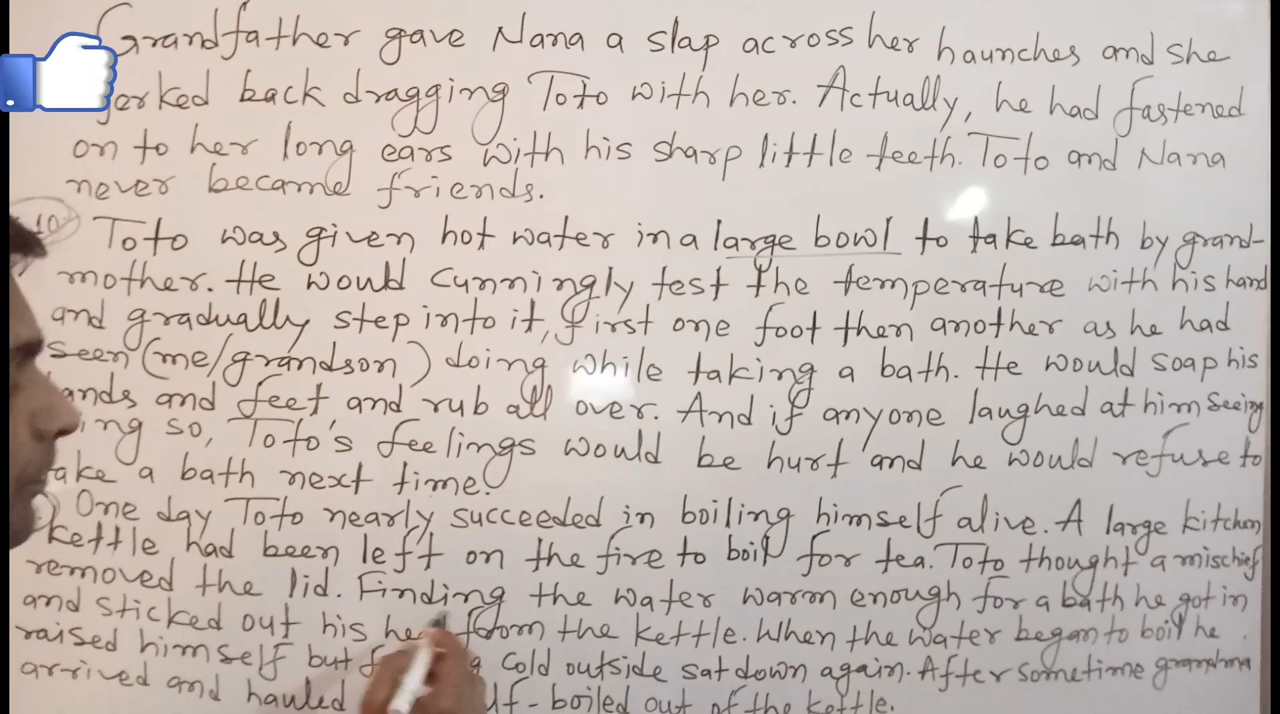 Grandfather gave Nana a slap across her haunches and she
jerked back dragging Toto with her. Actually, he had fastened
on to her long ears with his sharp little teeth. Toto and Nana
never became friends.
10 Toto was given hot water in a large bowl to take bath by grand-
mother. He would cunningly test the temperature with his hand
and gradually step into it, first one foot then another as he had
seen (me/grandson) doing while taking a bath. He would soap his
hands and feet and rub all over. And if anyone laughed at him seeing
ing so, Toto's feelings would be hurt and he would refuse to
take a bath next time.
One day Toto nearly succeeded in boiling himself alive. A large kitchen
kettle had been left on the fire to boil for tea. Toto thought a mischief
removed the lid. Finding the water warm enough for a bath he got in
and sticked out his from the kettle. When the water began to boil he
raised himself but cold outside sat down again. After sometime grandma
arrived and hauled lf-boiled out of the kettle.